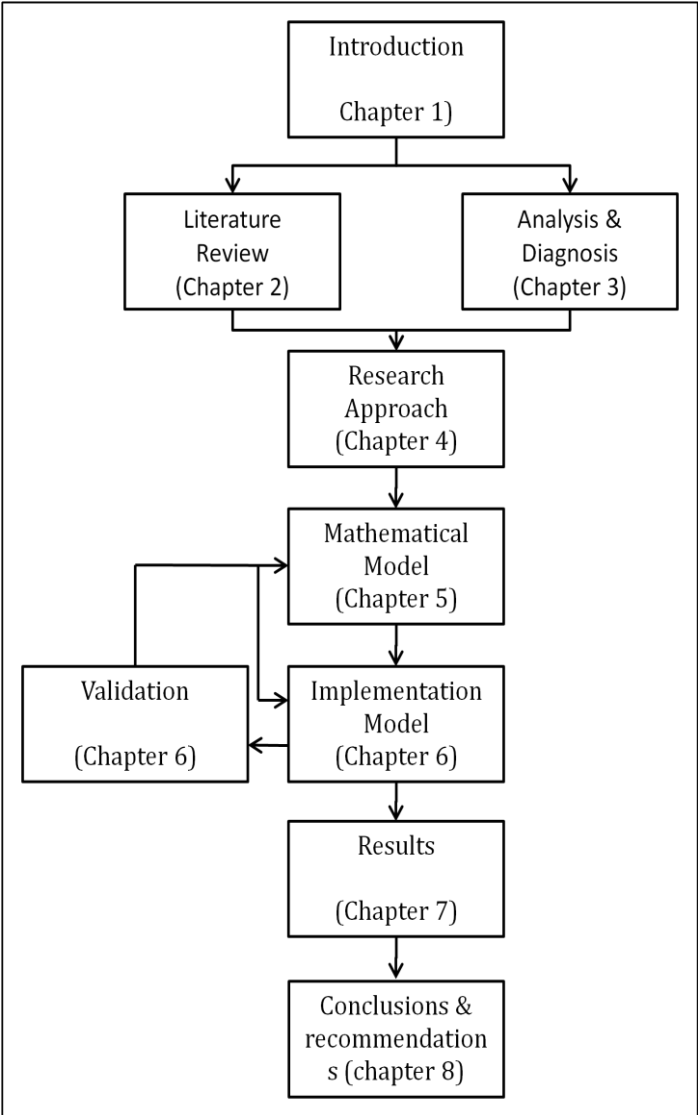 Introduction
Chapter 1)
Literature
Review
(Chapter 2)
Analysis &
Diagnosis
(Chapter 3)
Research
Approach
(Chapter 4)
Mathematical
Model
(Chapter 5)
Validation
(Chapter 6)
Implementation
Model
(Chapter 6)
Results
(Chapter 7)
Conclusions &
recommendation
s (chapter 8)